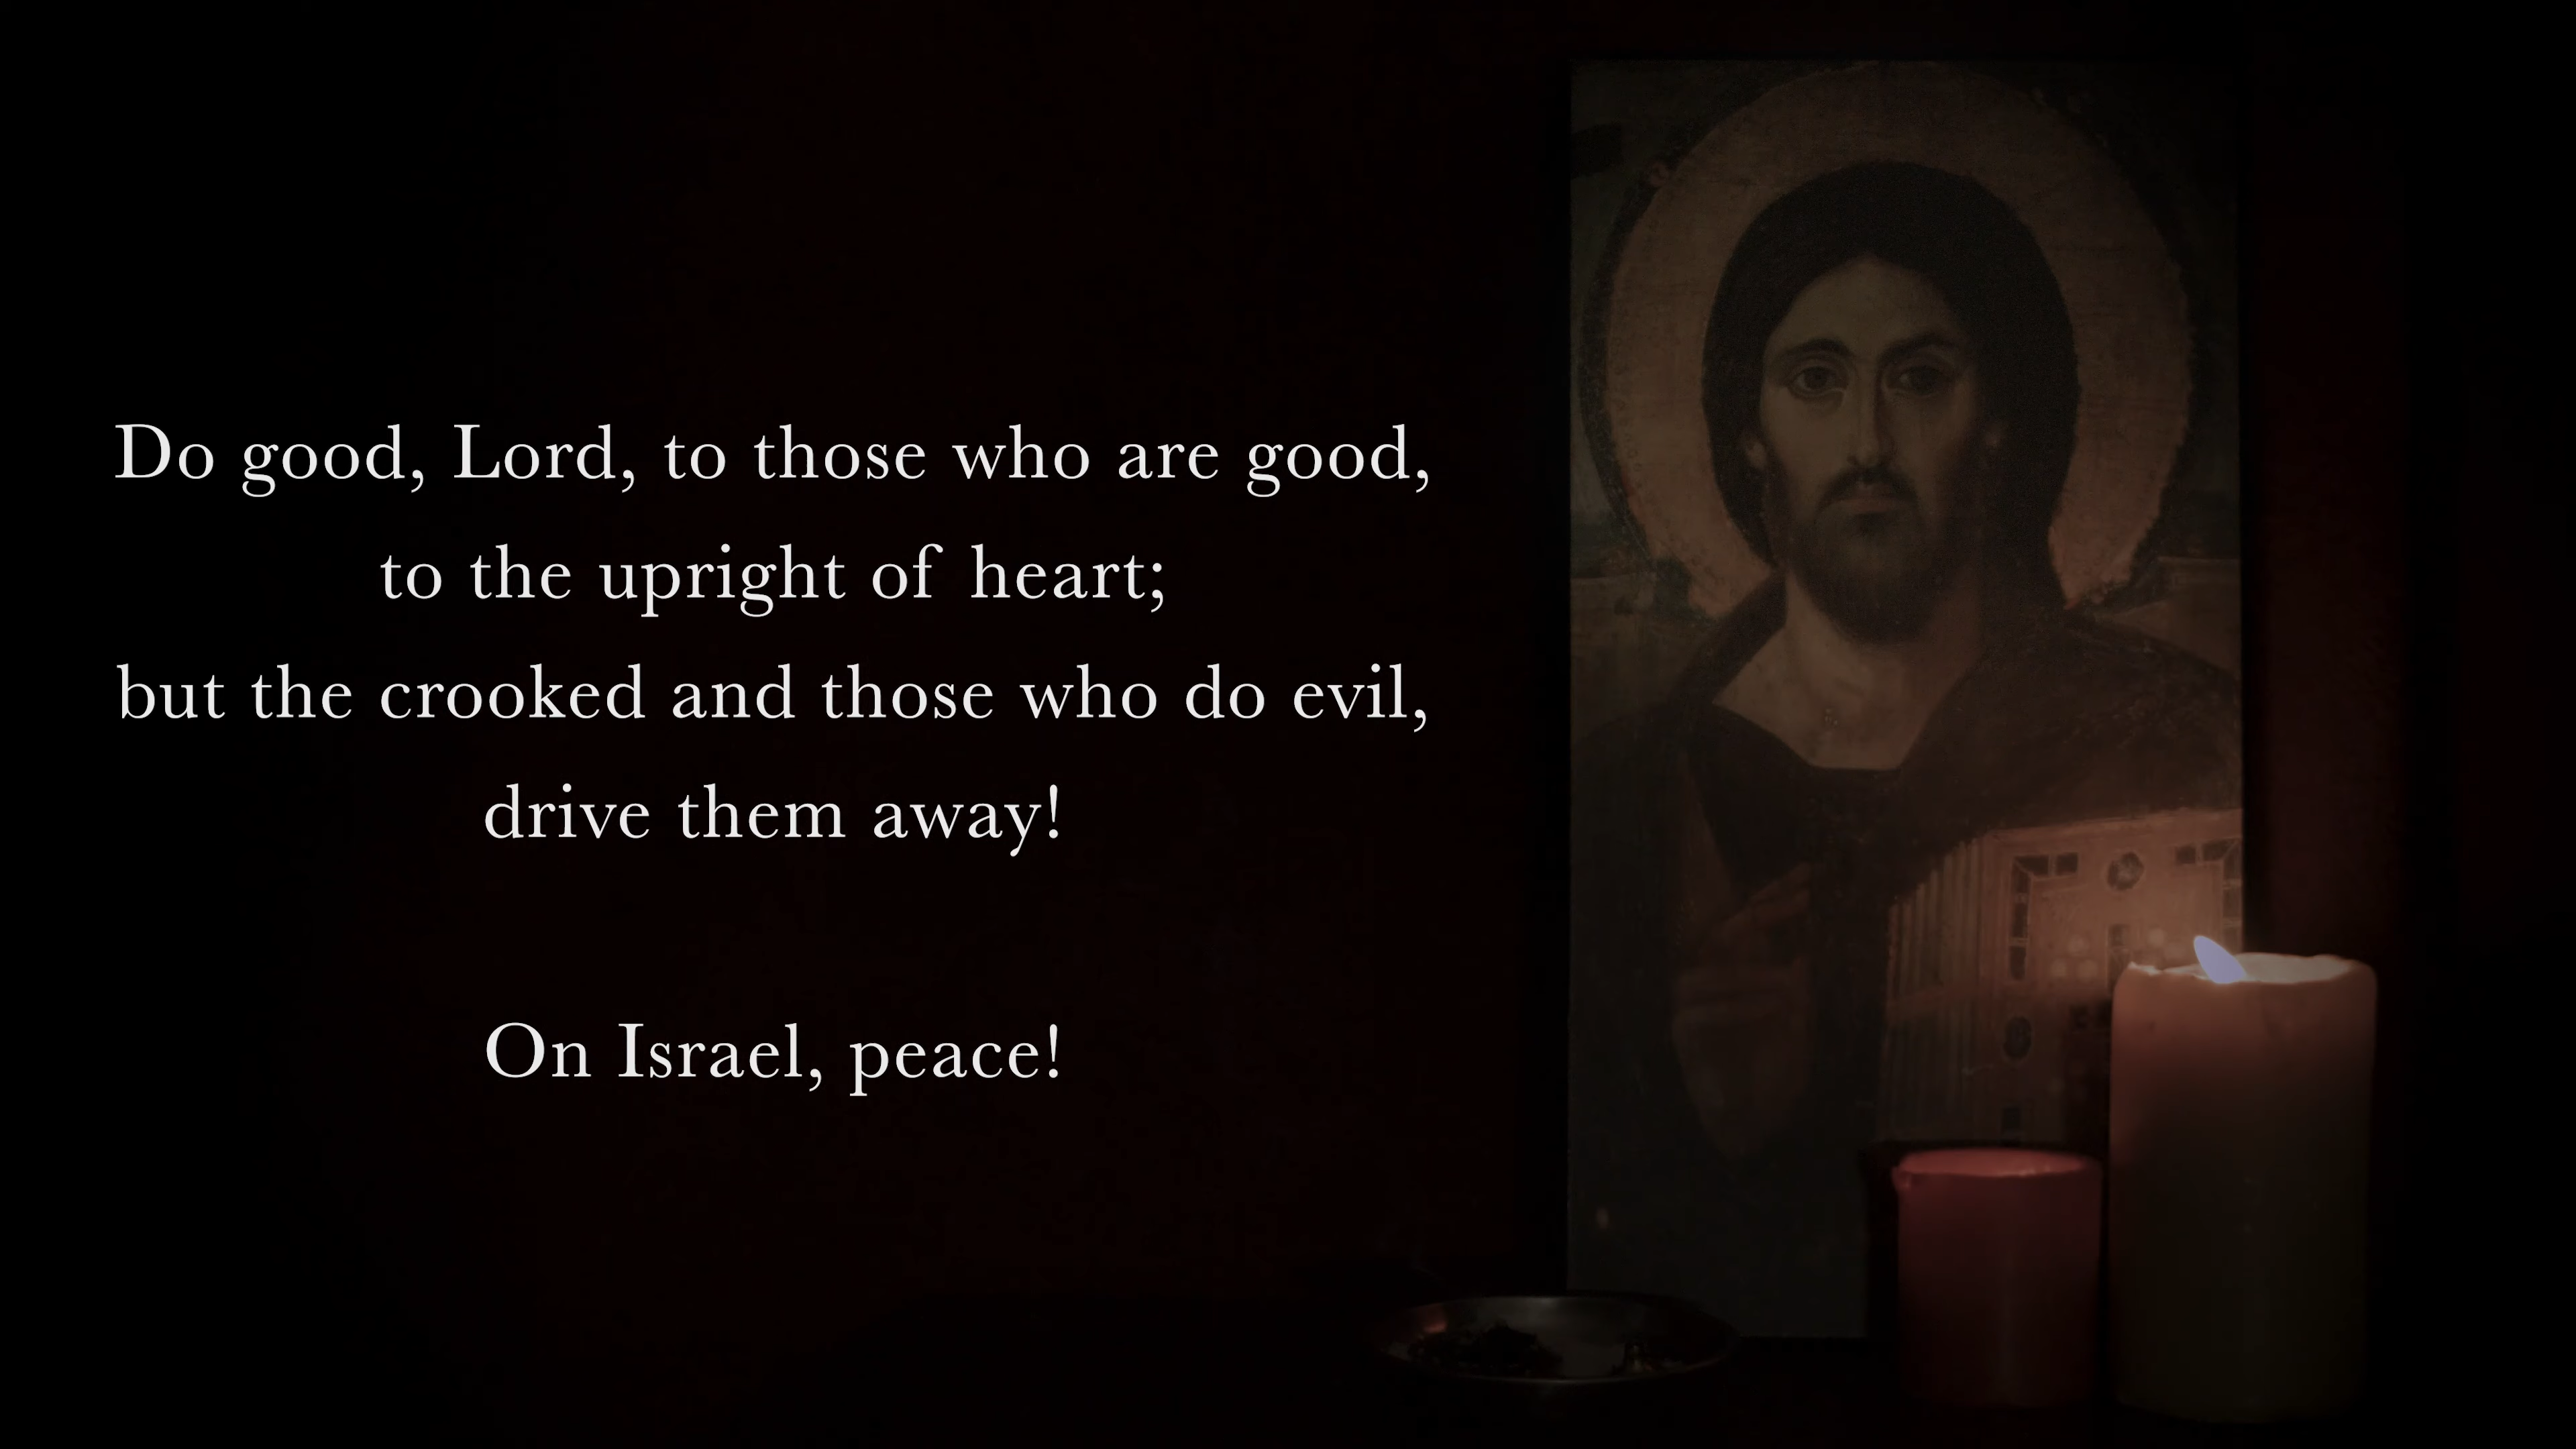 Do good, Lord, to those who are good,
to the upright of heart;
but the crooked and those who do evil,
drive them away!
On Israel, peace!